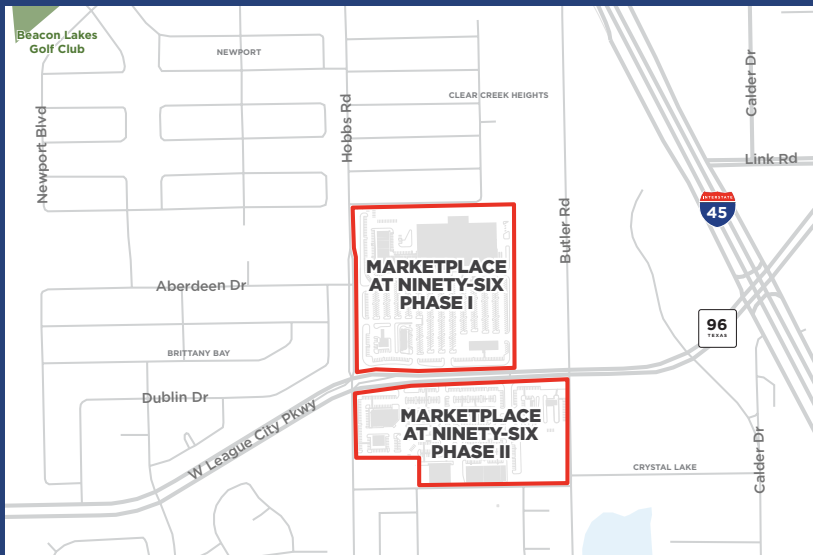 Beacon Lakes
Golf Club
NEWPORT
CLEAR CREEK HEIGHTS
Newport Blvd
Hobbs Rd
Butler Rd
Calder Dr
Link Rd
INTERSTATE
45
MARKETPLACE
AT NINETY-SIX
PHASE I
Aberdeen Dr
96
TEXAS
BRITTANY BAY
Dublin Dr
W League City Pkwy
MARKETPLACE
AT NINETY-SIX
PHASE II
CRYSTAL LAKE
Calder Dr